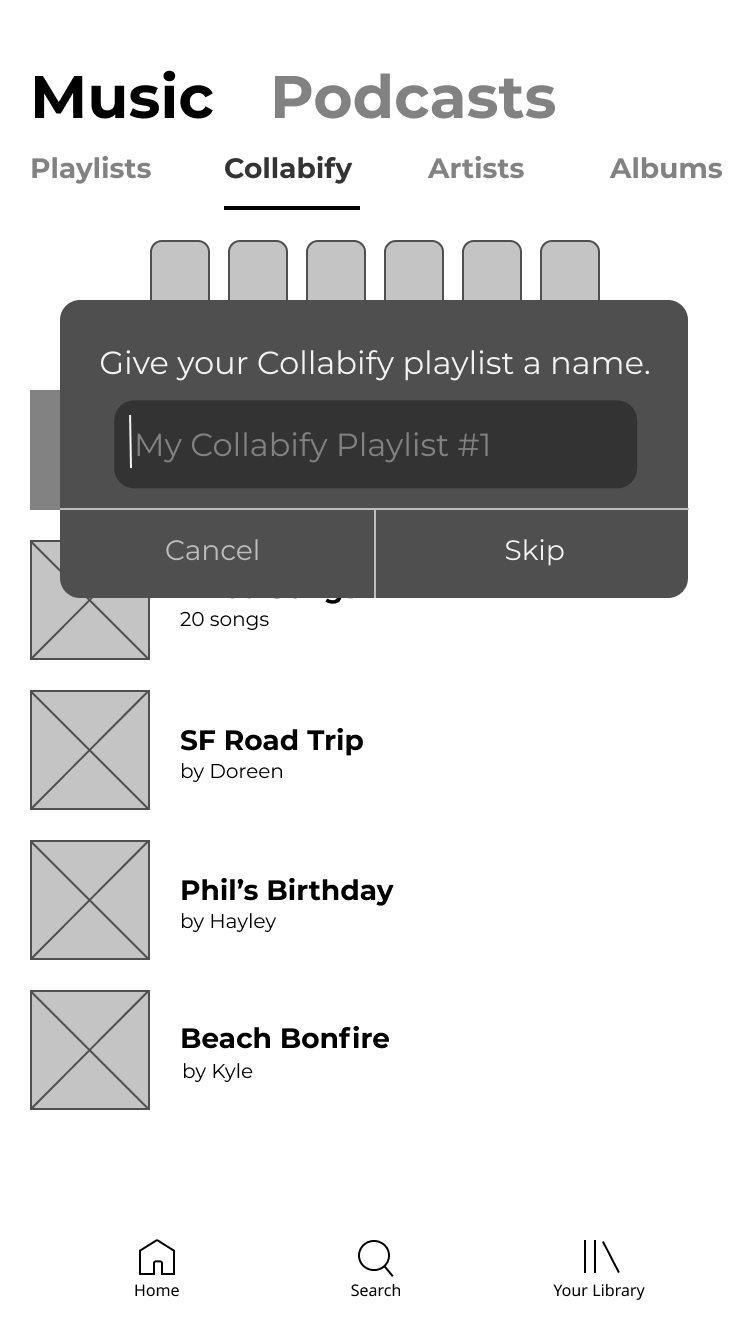 Music Podcasts
Playlists Collabify Artists Albums
Give your Collabify playlist a name.
My Collabify Playlist #1
Cancel Skip
20 songs
SF Road Trip
by Doreen
Phil’s Birthday
by Hayley
Beach Bonfire
by Kyle
Home Search Your Library